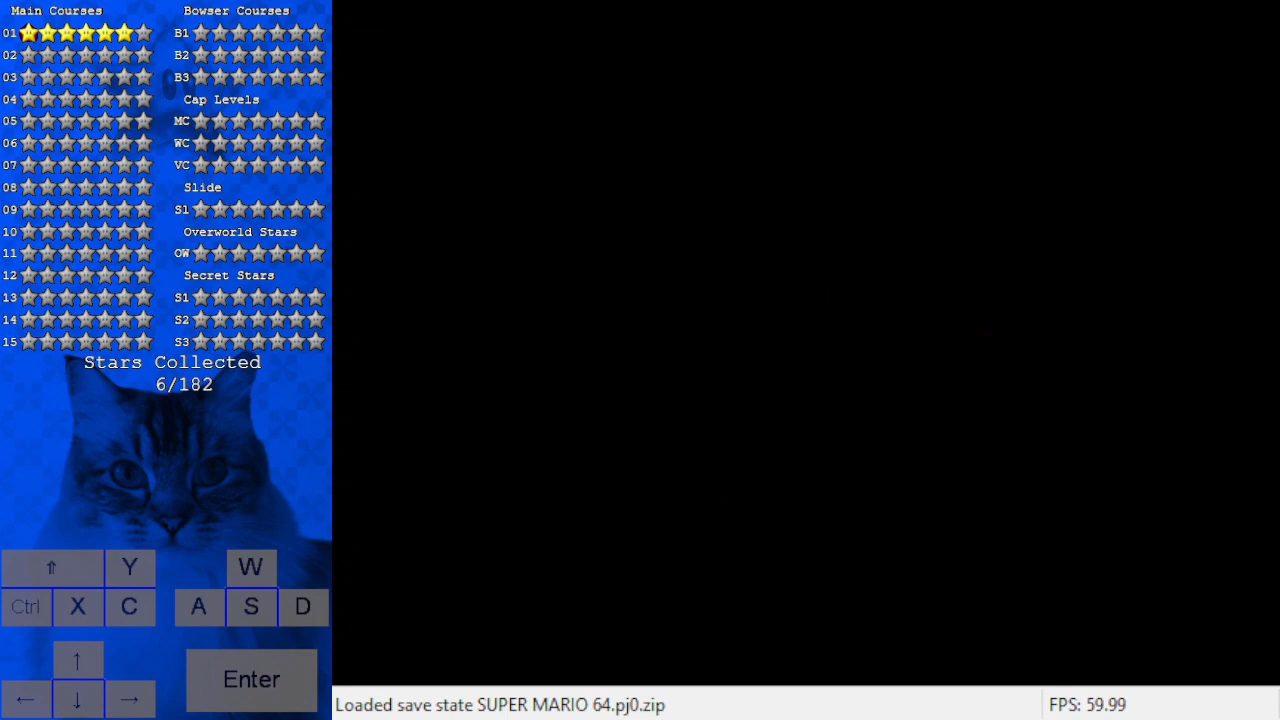 Main Courses
01
02
03
04
05
06
07
08
09
10
11
12
13
14
15
Bowser Courses
B1
B2
B3
Cap Levels
MC
WC
VC
Slide
S1
Overworld Stars
OW
Secret Stars
S1
S2
S3
Stars Collected
6/182
⇧ Y W
Ctrl X C A S D
↑ Enter
← ↓ →
Loaded save state SUPER MARIO 64.pj0.zip FPS: 59.99